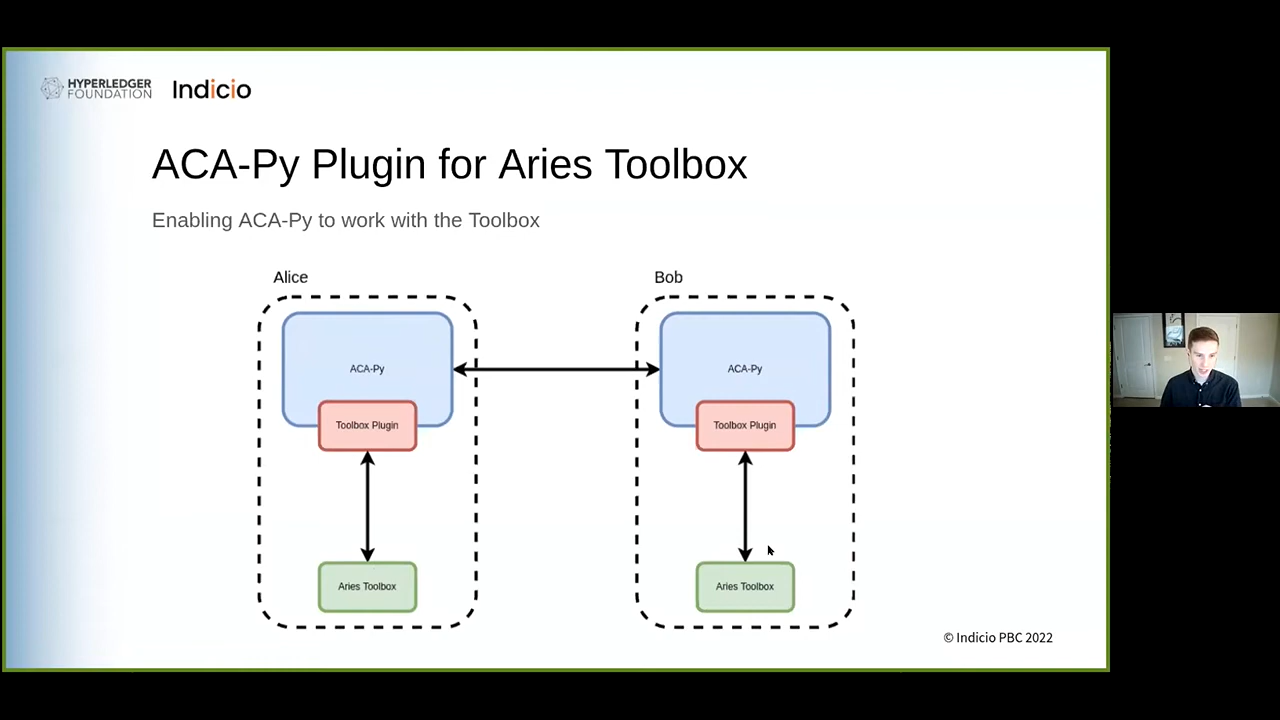 HYPERLEDGER
FOUNDATION
Indicio
ACA-Py Plugin for Aries Toolbox
Enabling ACA-Py to work with the Toolbox
Alice
Bob
ACA-Py
ACA-Py
Toolbox Plugin
Toolbox Plugin
Aries Toolbox
Aries Toolbox
© Indicio PBC 2022